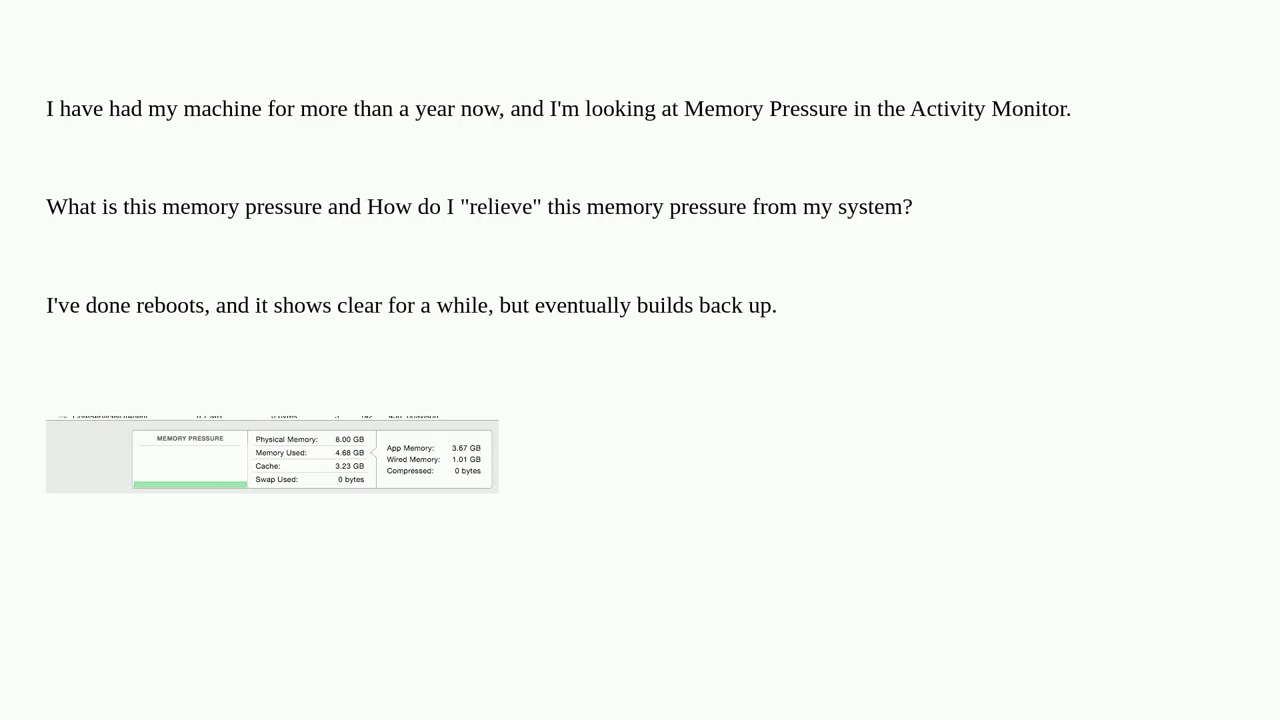 I have had my machine for more than a year now, and I'm looking at Memory Pressure in the Activity Monitor.
What is this memory pressure and How do I "relieve" this memory pressure from my system?
I've done reboots, and it shows clear for a while, but eventually builds back up.
MEMORY PRESSURE
Physical Memory: 8.00 GB
Memory Used: 4.68 GB
Cache: 3.23 GB
Swap Used: 0 bytes
App Memory: 3.67 GB
Wired Memory: 1.01 GB
Compressed: 0 bytes